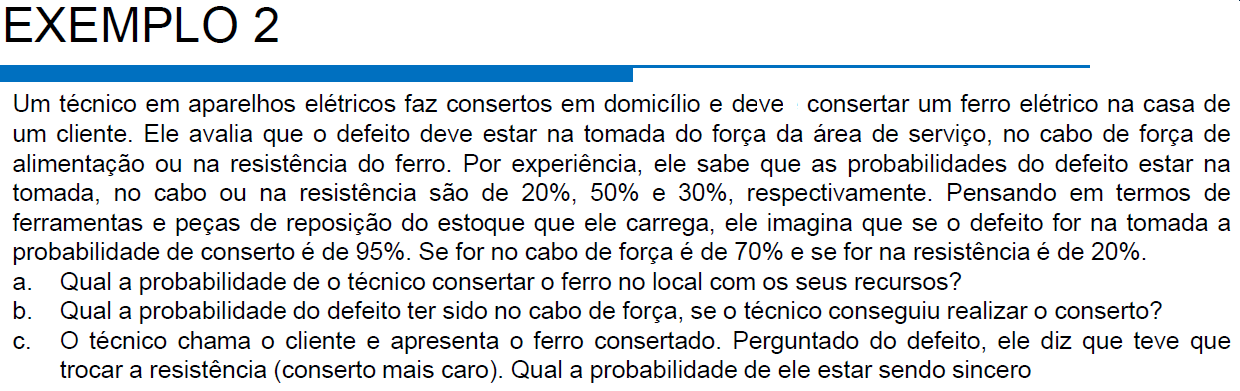 EXEMPLO 2
Um técnico em aparelhos elétricos faz consertos em domicílio e deve consertar um ferro elétrico na casa de
um cliente. Ele avalia que o defeito deve estar na tomada do força da área de serviço, no cabo de força de
alimentação ou na resistência do ferro. Por experiência, ele sabe que as probabilidades do defeito estar na
tomada, no cabo ou na resistência são de 20%, 50% e 30%, respectivamente. Pensando em termos de
ferramentas e peças de reposição do estoque que ele carrega, ele imagina que se o defeito for na tomada a
probabilidade de conserto é de 95%. Se for no cabo de força é de 70% e se for na resistência é de 20%.
a. Qual a probabilidade de o técnico consertar o ferro no local com os seus recursos?
b. Qual a probabilidade do defeito ter sido no cabo de força, se o técnico conseguiu realizar o conserto?
c. O técnico chama o cliente e apresenta o ferro consertado. Perguntado do defeito, ele diz que teve que
trocar a resistência (conserto mais caro). Qual a probabilidade de ele estar sendo sincero